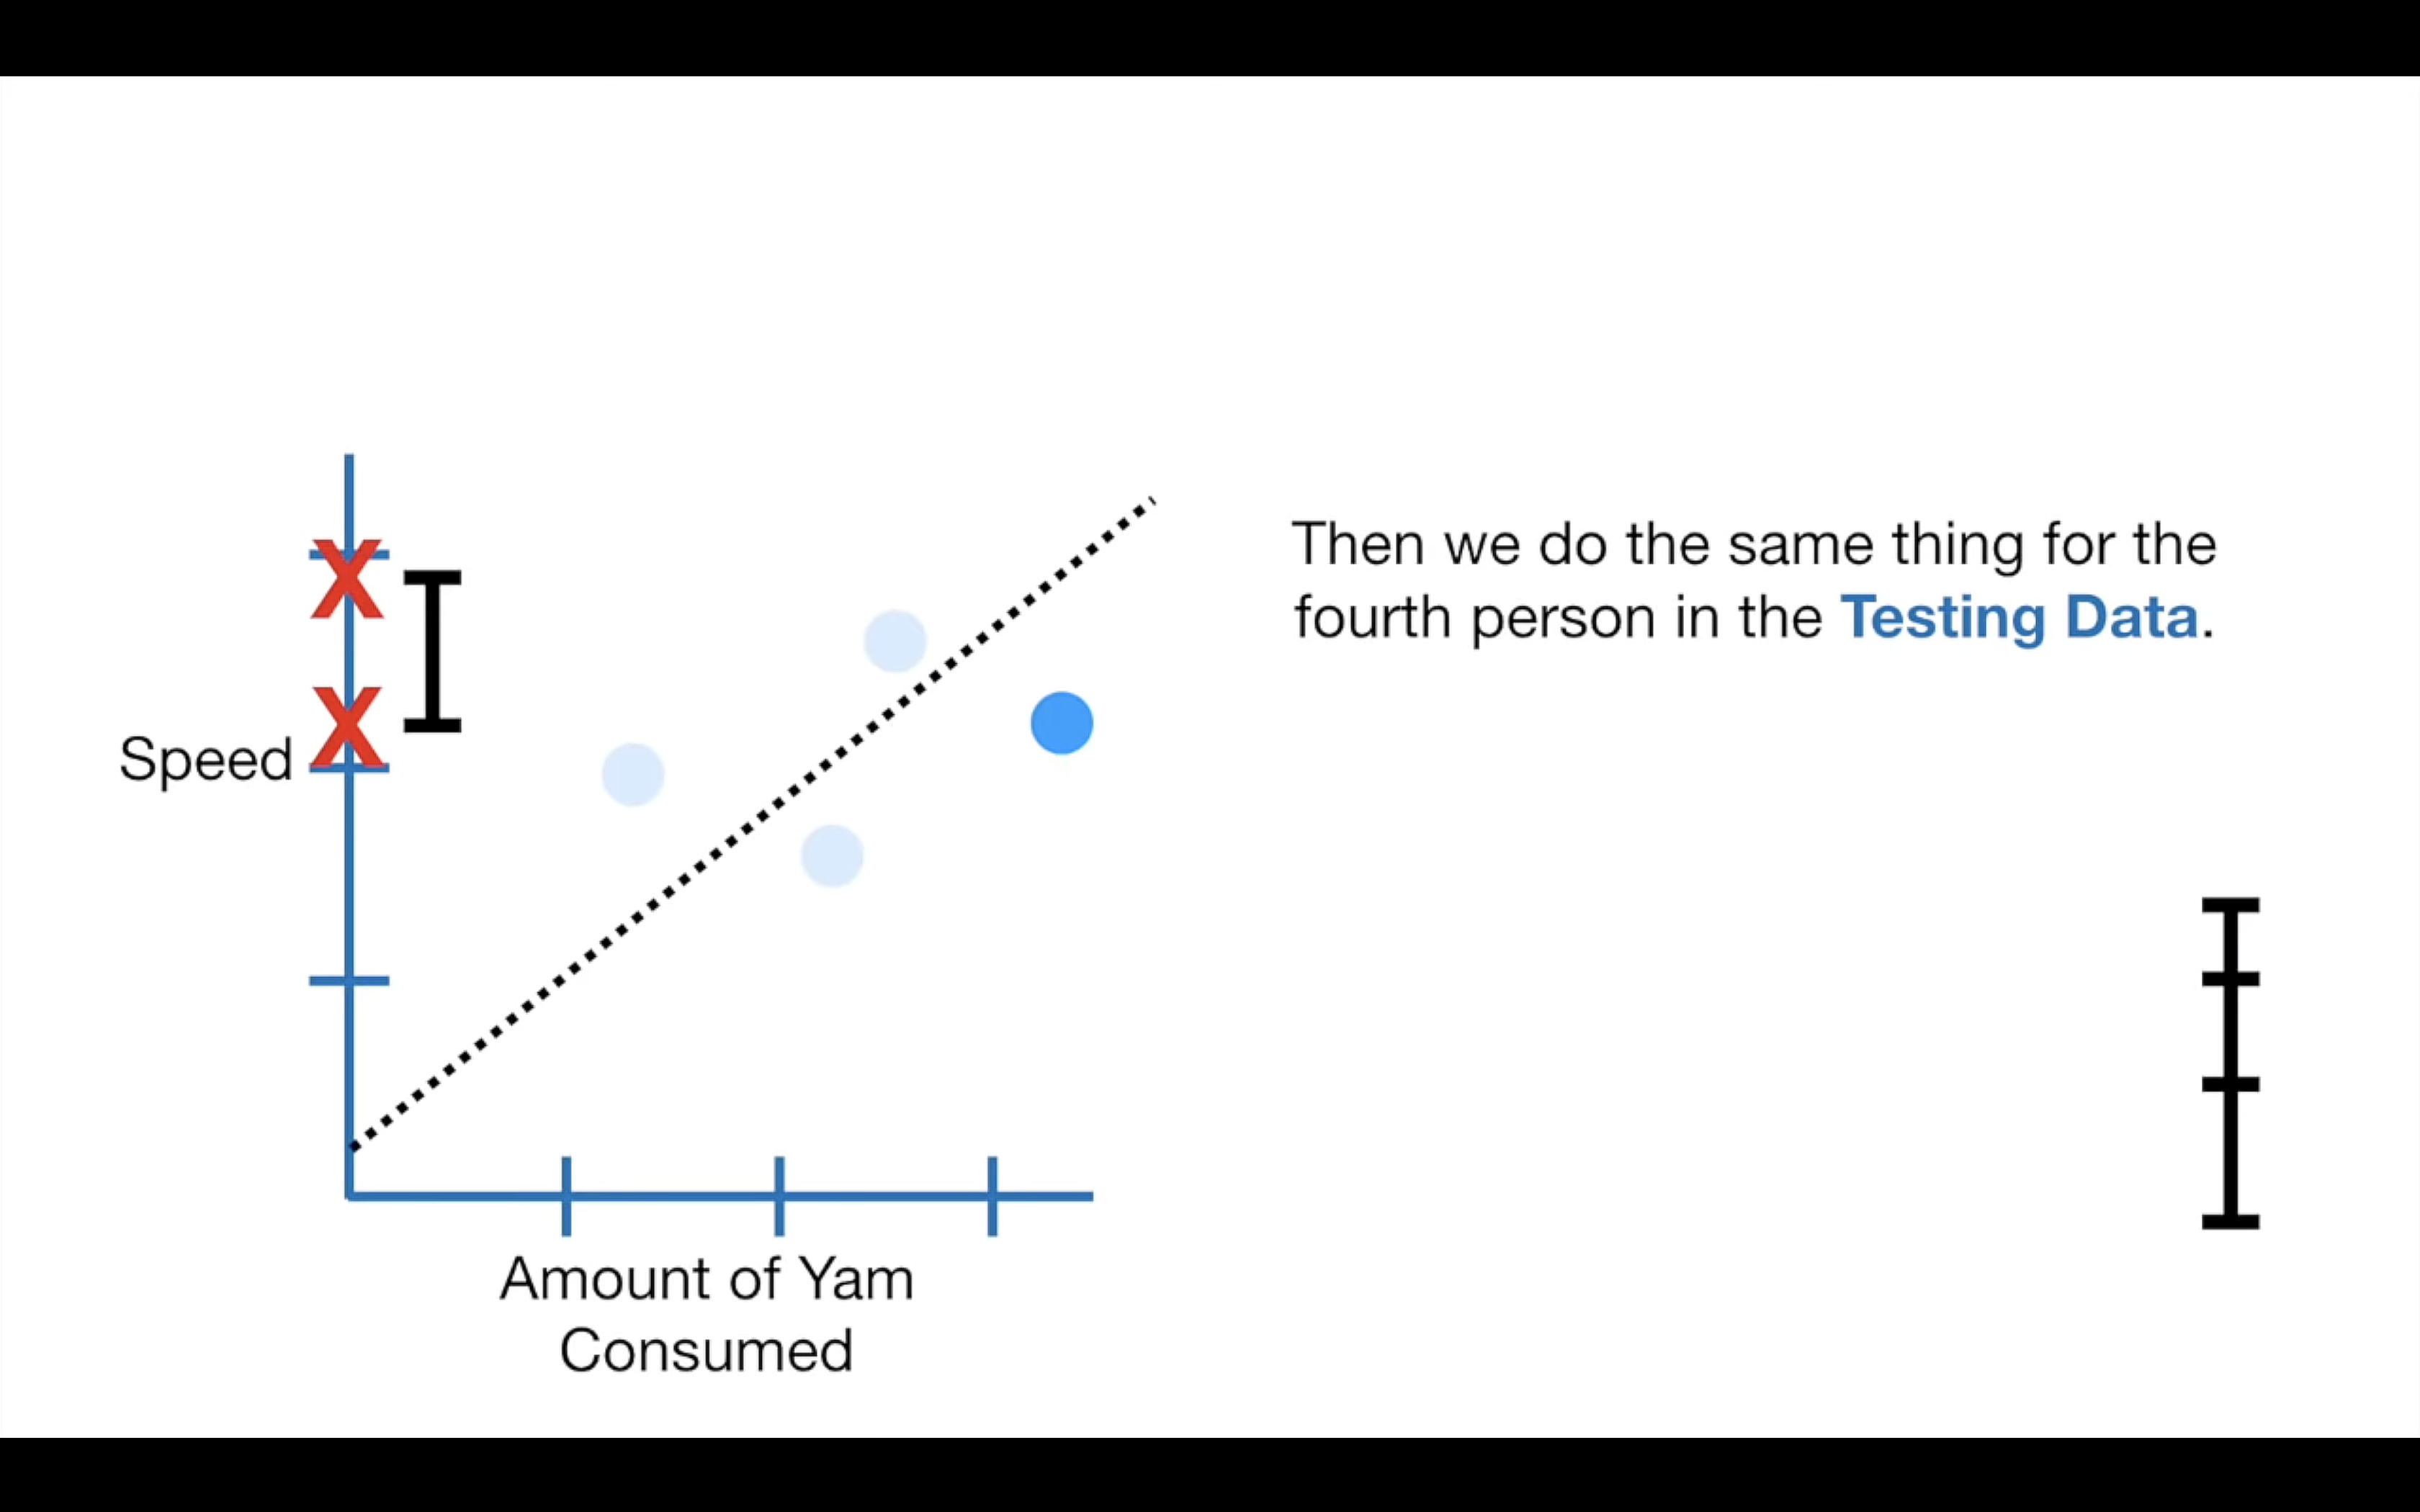 Then we do the same thing for the
fourth person in the Testing Data.
X
X
Speed
Amount of Yam
Consumed